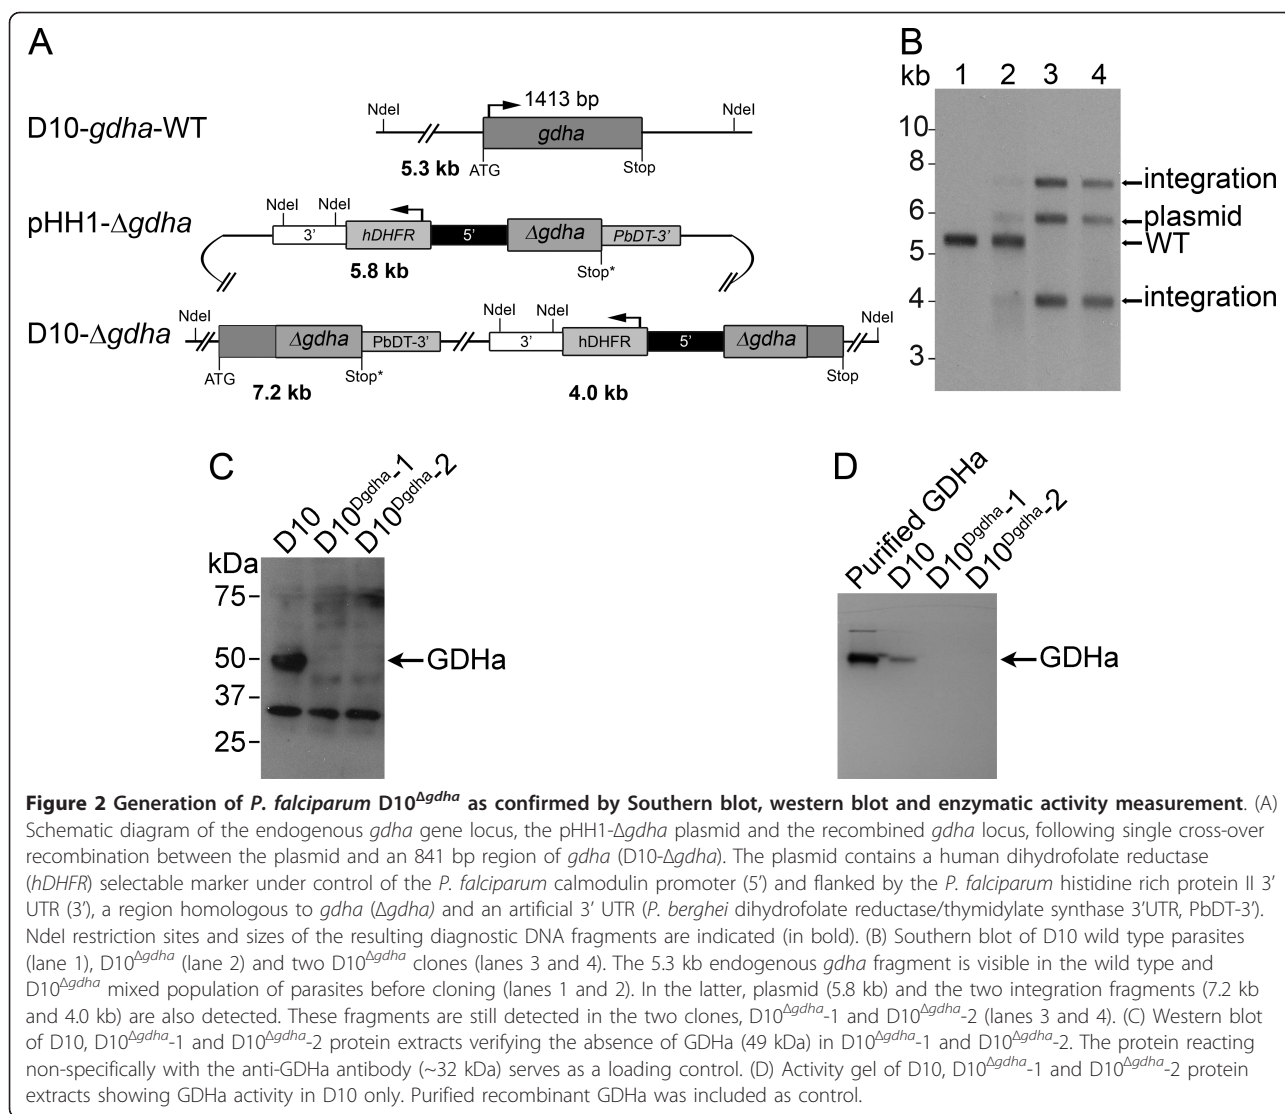 A
D10-gdha-WT
NdeI
1413 bp
NdeI
gdha
5.3 kb
ATG
Stop
pHH1-Δgdha
NdeI
NdeI
3’
hDHFR
5’
Δgdha
PbDT-3’
5.8 kb
Stop*
D10-Δgdha
NdeI
NdeI
NdeI
NdeI
Δgdha
PbDT-3’
3’
hDHFR
5’
Δgdha
ATG
Stop*
Stop
7.2 kb
4.0 kb
B
kb 1 2 3 4
10
8
integration
6
plasmid
WT
5
4
integration
3
C
D10
D10Dgdha-1
D10Dgdha-2
kDa
75
50
GDHa
37
25
D
Purified GDHa
D10
D10Dgdha-1
D10Dgdha-2
GDHa
Figure 2 Generation of P. falciparum D10Δgdha as confirmed by Southern blot, western blot and enzymatic activity measurement. (A)
Schematic diagram of the endogenous gdha gene locus, the pHH1-Δgdha plasmid and the recombined gdha locus, following single cross-over
recombination between the plasmid and an 841 bp region of gdha (D10-Δgdha). The plasmid contains a human dihydrofolate reductase
(hDHFR) selectable marker under control of the P. falciparum calmodulin promoter (5’) and flanked by the P. falciparum histidine rich protein II 3’
UTR (3’), a region homologous to gdha (Δgdha) and an artificial 3’ UTR (P. berghei dihydrofolate reductase/thymidylate synthase 3’UTR, PbDT-3’).
NdeI restriction sites and sizes of the resulting diagnostic DNA fragments are indicated (in bold). (B) Southern blot of D10 wild type parasites
(lane 1), D10Δgdha (lane 2) and two D10Δgdha clones (lanes 3 and 4). The 5.3 kb endogenous gdha fragment is visible in the wild type and
D10Δgdha mixed population of parasites before cloning (lanes 1 and 2). In the latter, plasmid (5.8 kb) and the two integration fragments (7.2 kb
and 4.0 kb) are also detected. These fragments are still detected in the two clones, D10Δgdha-1 and D10Δgdha-2 (lanes 3 and 4). (C) Western blot
of D10, D10Δgdha-1 and D10Δgdha-2 protein extracts verifying the absence of GDHa (49 kDa) in D10Δgdha-1 and D10Δgdha-2. The protein reacting
non-specifically with the anti-GDHa antibody (~32 kDa) serves as a loading control. (D) Activity gel of D10, D10Δgdha-1 and D10Δgdha-2 protein
extracts showing GDHa activity in D10 only. Purified recombinant GDHa was included as control.